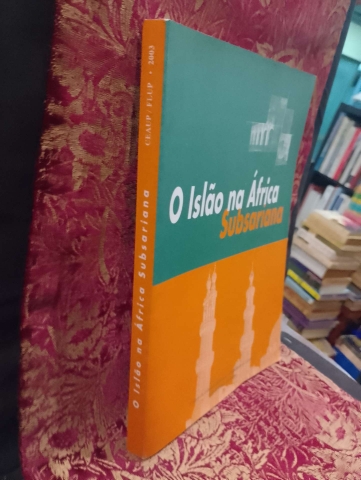 O Islão na África
Subsariana
O Islão na África Subsariana
CEAUP / FLUP • 2003